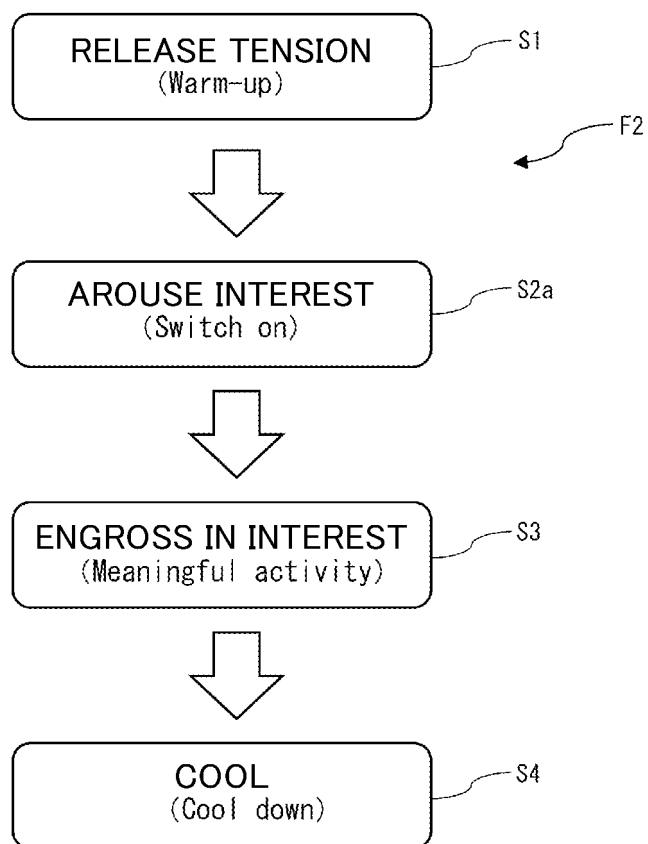 RELEASE TENSION
(Warm-up)
S1
F2
AROUSE INTEREST
(Switch on)
S2a
ENGROSS IN INTEREST
(Meaningful activity)
S3
COOL
(Cool down)
S4